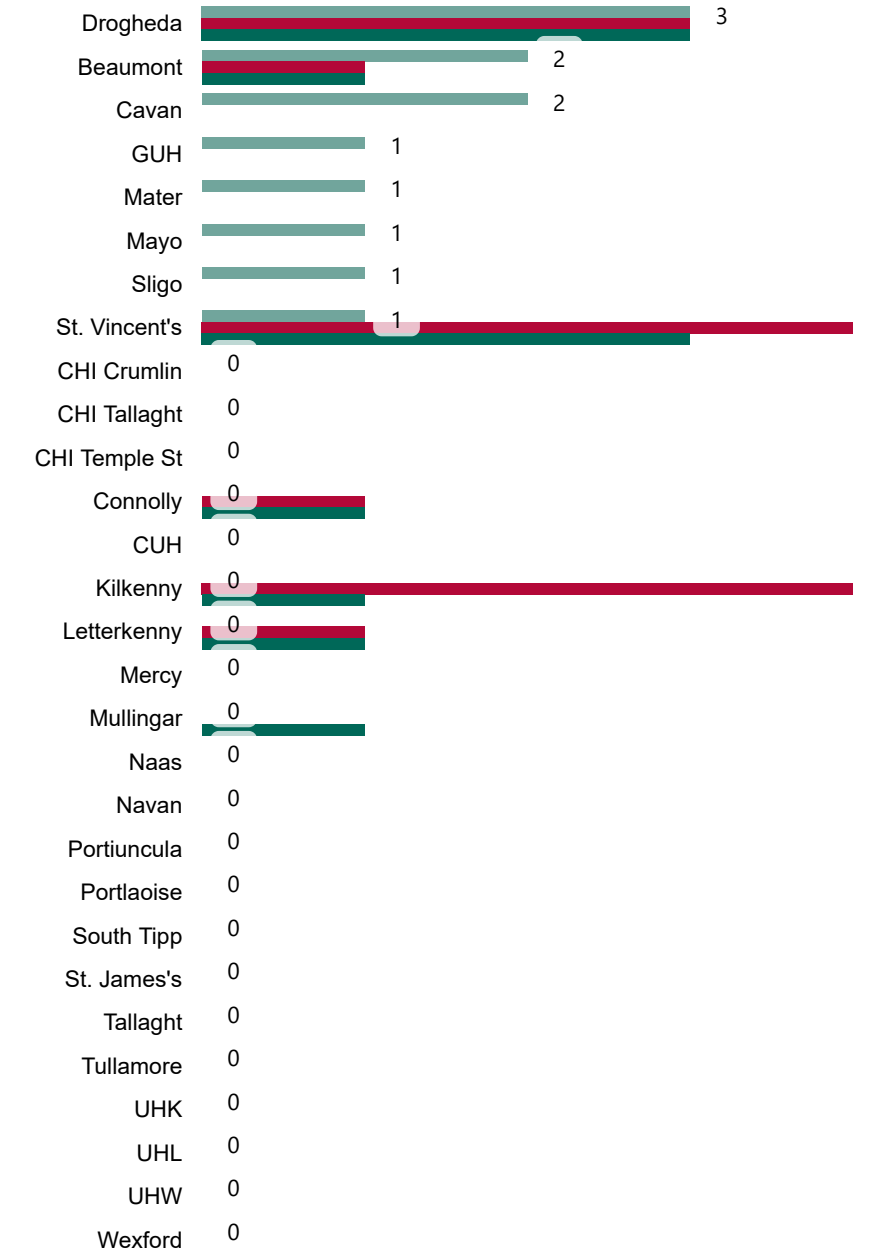 Drogheda 3
Beaumont 2
Cavan 2
GUH 1
Mater 1
Mayo 1
Sligo 1
St. Vincent's 1
CHI Crumlin 0
CHI Tallaght 0
CHI Temple St 0
Connolly 0
CUH 0
Kilkenny 0
Letterkenny 0
Mercy 0
Mullingar 0
Naas 0
Navan 0
Portiuncula 0
Portlaoise 0
South Tipp 0
St. James's 0
Tallaght 0
Tullamore 0
UHK 0
UHL 0
UHW 0
Wexford 0